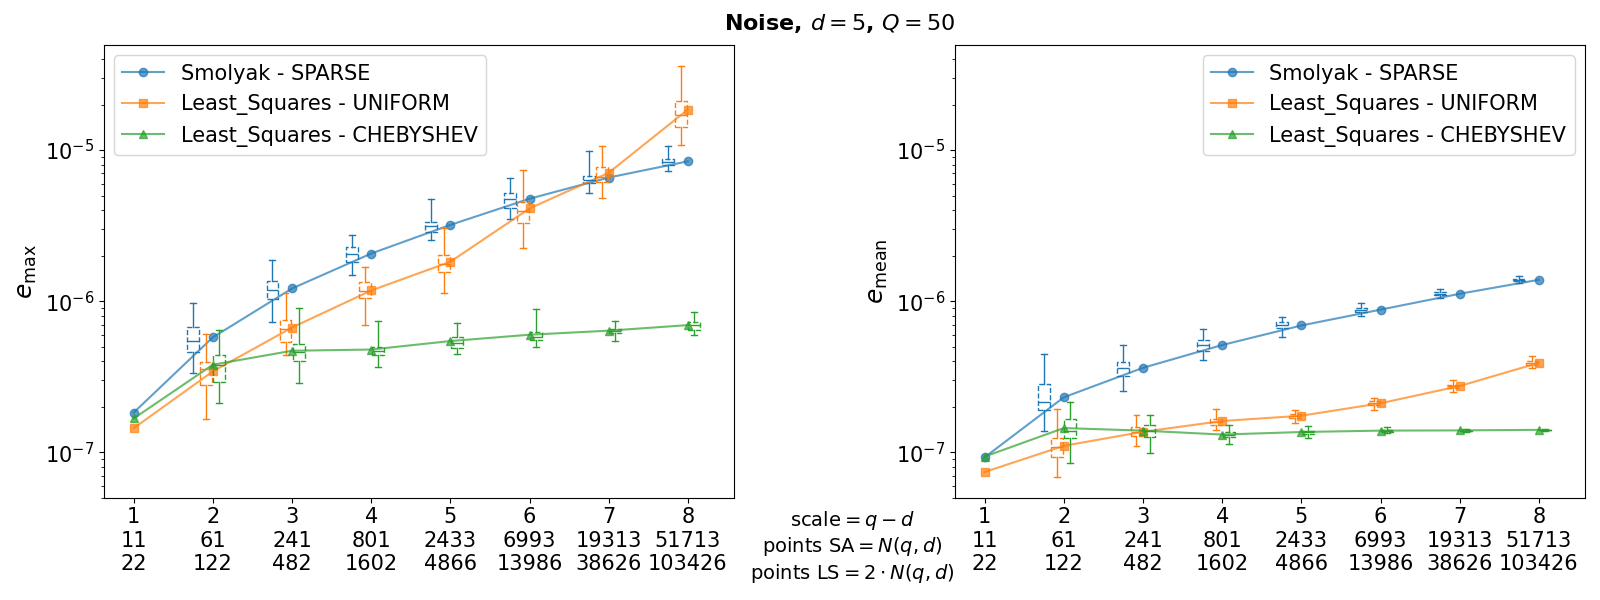 Noise, d = 5, Q = 50
Smolyak - SPARSE
Least_Squares - UNIFORM
Least_Squares - CHEBYSHEV
10⁻⁵
10⁻⁶
10⁻⁷
e_max
1 2 3 4 5 6 7 8
11 61 241 801 2433 6993 19313 51713
22 122 482 1602 4866 13986 38626 103426
scale = q − d
points SA = N(q, d)
points LS = 2 · N(q, d)
Smolyak - SPARSE
Least_Squares - UNIFORM
Least_Squares - CHEBYSHEV
10⁻⁵
10⁻⁶
10⁻⁷
e_mean
1 2 3 4 5 6 7 8
11 61 241 801 2433 6993 19313 51713
22 122 482 1602 4866 13986 38626 103426